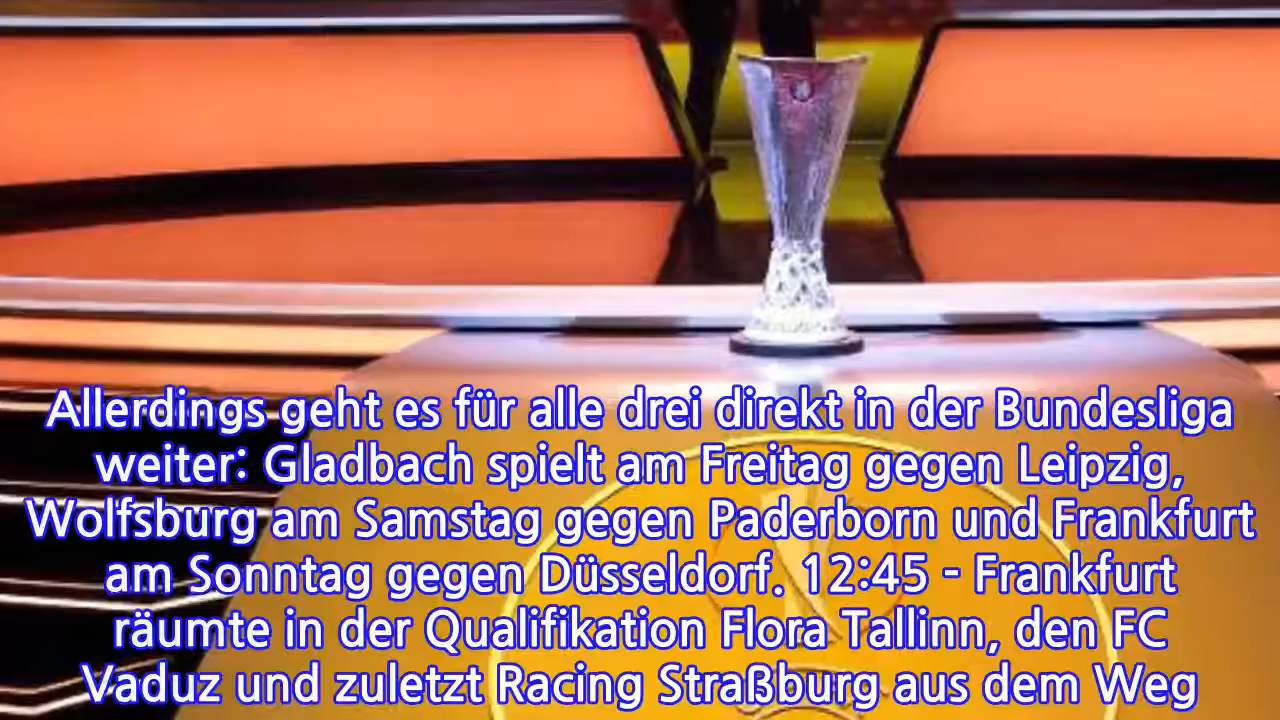 Allerdings geht es für alle drei direkt in der Bundesliga
weiter: Gladbach spielt am Freitag gegen Leipzig,
Wolfsburg am Samstag gegen Paderborn und Frankfurt
am Sonntag gegen Düsseldorf. 12:45 - Frankfurt
räumte in der Qualifikation Flora Tallinn, den FC
Vaduz und zuletzt Racing Straßburg aus dem Weg